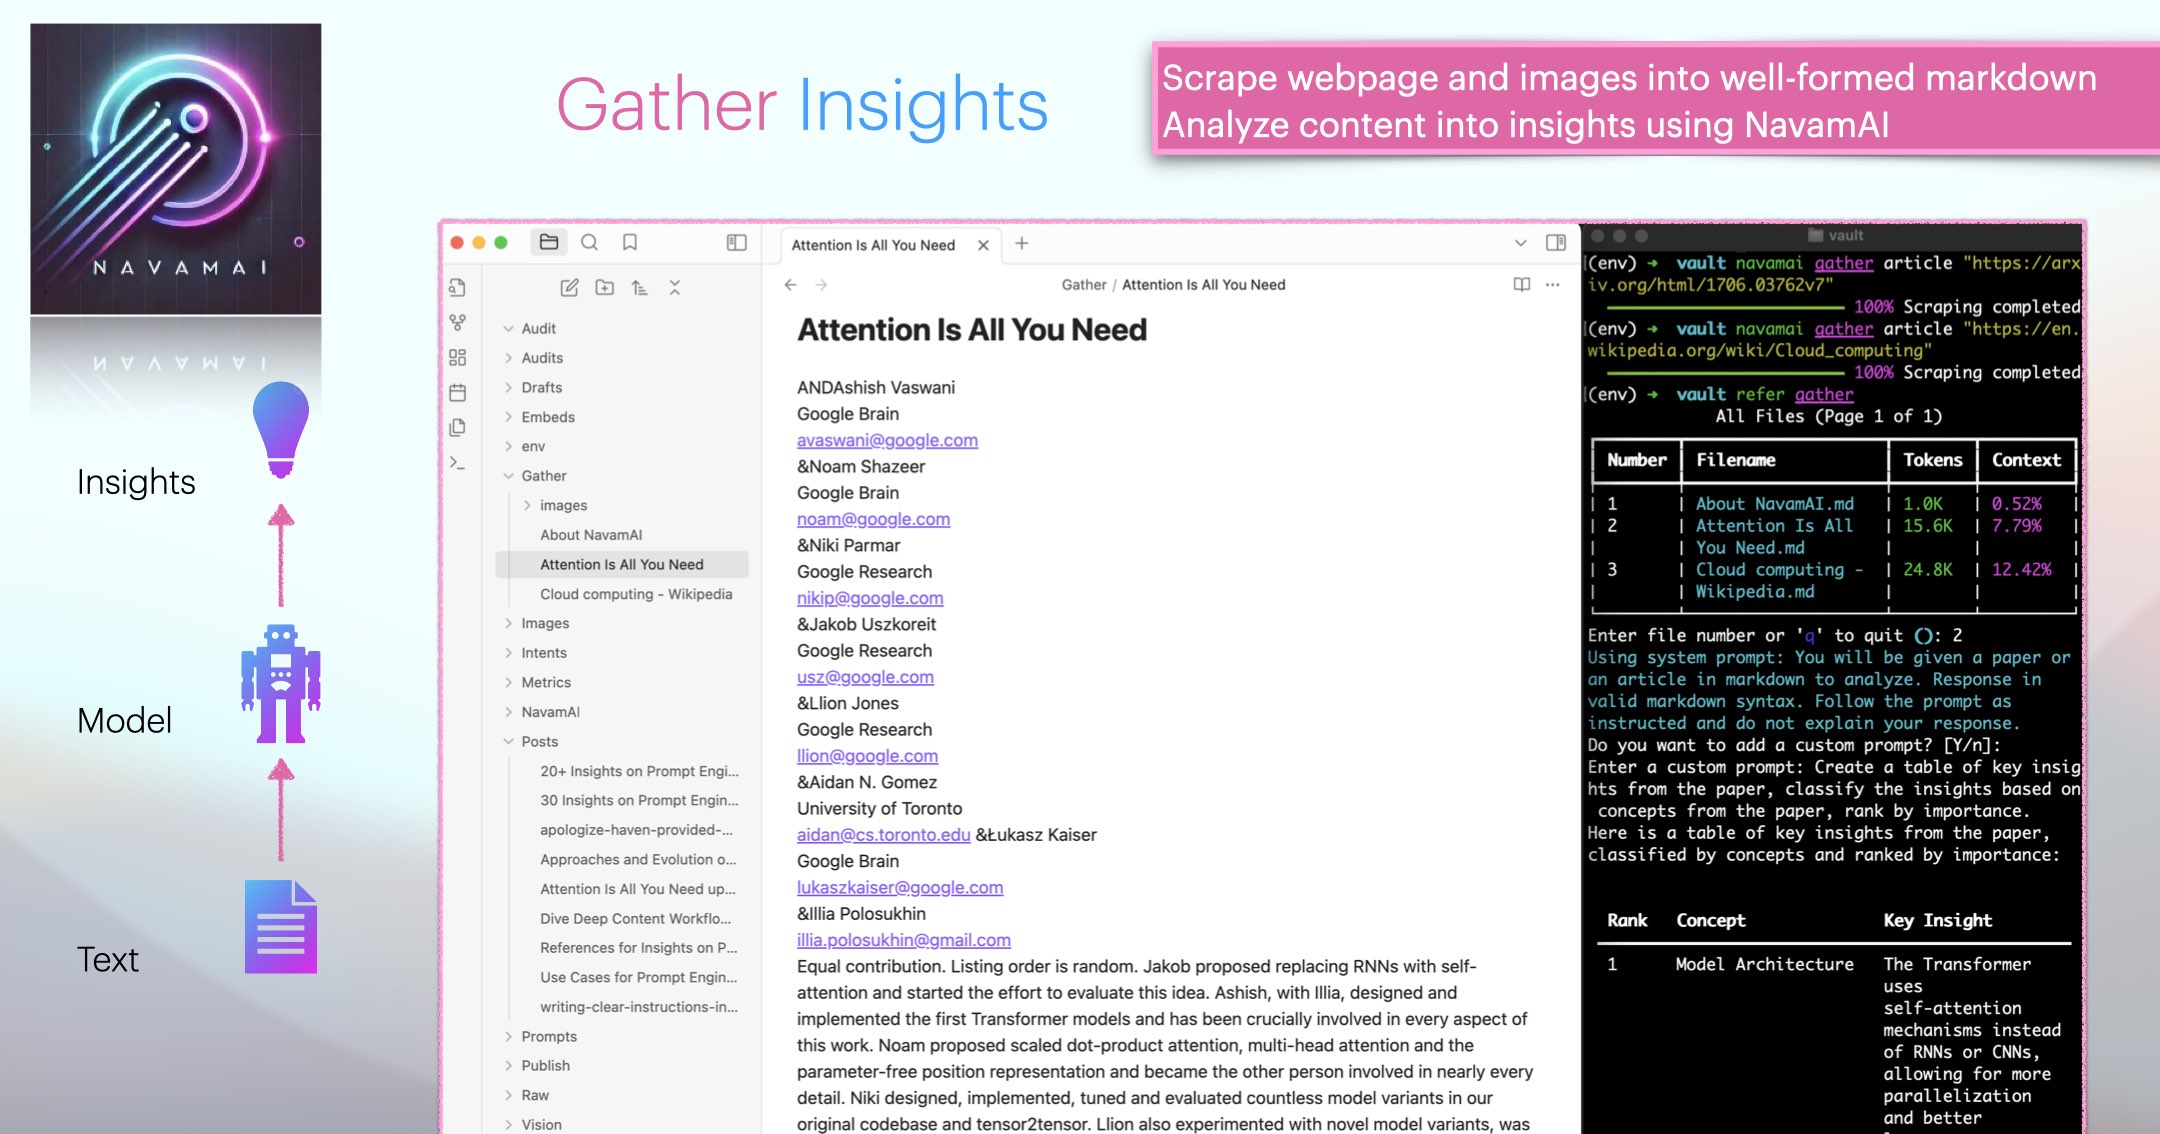 NAVAMAI
Gather Insights
Scrape webpage and images into well-formed markdown
Analyze content into insights using NavamAI
Insights
Model
Text
Audit
Audits
Drafts
Embeds
env
Gather
images
About NavamAI
Attention Is All You Need
Cloud computing - Wikipedia
Images
Intents
Metrics
NavamAI
Posts
20+ Insights on Prompt Engi...
30 Insights on Prompt Engin...
apologize-haven-provided-...
Approaches and Evolution o...
Attention Is All You Need up...
Dive Deep Content Workflo...
References for Insights on P...
Use Cases for Prompt Engin...
writing-clear-instructions-in...
Prompts
Publish
Raw
Vision
Attention Is All You Need
Gather / Attention Is All You Need
Attention Is All You Need
ANDAshish Vaswani
Google Brain
avaswani@google.com
&Noam Shazeer
Google Brain
noam@google.com
&Niki Parmar
Google Research
nikip@google.com
&Jakob Uszkoreit
Google Research
usz@google.com
&Llion Jones
Google Research
llion@google.com
&Aidan N. Gomez
University of Toronto
aidan@cs.toronto.edu &Łukasz Kaiser
Google Brain
lukaszkaiser@google.com
&Illia Polosukhin
illia.polosukhin@gmail.com
Equal contribution. Listing order is random. Jakob proposed replacing RNNs with self-
attention and started the effort to evaluate this idea. Ashish, with Illia, designed and
implemented the first Transformer models and has been crucially involved in every aspect of
this work. Noam proposed scaled dot-product attention, multi-head attention and the
parameter-free position representation and became the other person involved in nearly every
detail. Niki designed, implemented, tuned and evaluated countless model variants in our
original codebase and tensor2tensor. Llion also experimented with novel model variants, was
vault
(env) → vault navamai gather article "https://arx
iv.org/html/1706.03762v7"
100% Scraping completed
(env) → vault navamai gather article "https://en.
wikipedia.org/wiki/Cloud_computing"
100% Scraping completed
(env) → vault refer gather
All Files (Page 1 of 1)
Number Filename Tokens Context
1 About NavamAI.md 1.0K 0.52%
2 Attention Is All 15.6K 7.79%
You Need.md
3 Cloud computing - 24.8K 12.42%
Wikipedia.md
Enter file number or 'q' to quit (): 2
Using system prompt: You will be given a paper or
an article in markdown to analyze. Response in
valid markdown syntax. Follow the prompt as
instructed and do not explain your response.
Do you want to add a custom prompt? [Y/n]:
Enter a custom prompt: Create a table of key insig
hts from the paper, classify the insights based on
concepts from the paper, rank by importance.
Here is a table of key insights from the paper,
classified by concepts and ranked by importance:
Rank Concept Key Insight
1 Model Architecture The Transformer
uses
self-attention
mechanisms instead
of RNNs or CNNs,
allowing for more
parallelization
and better